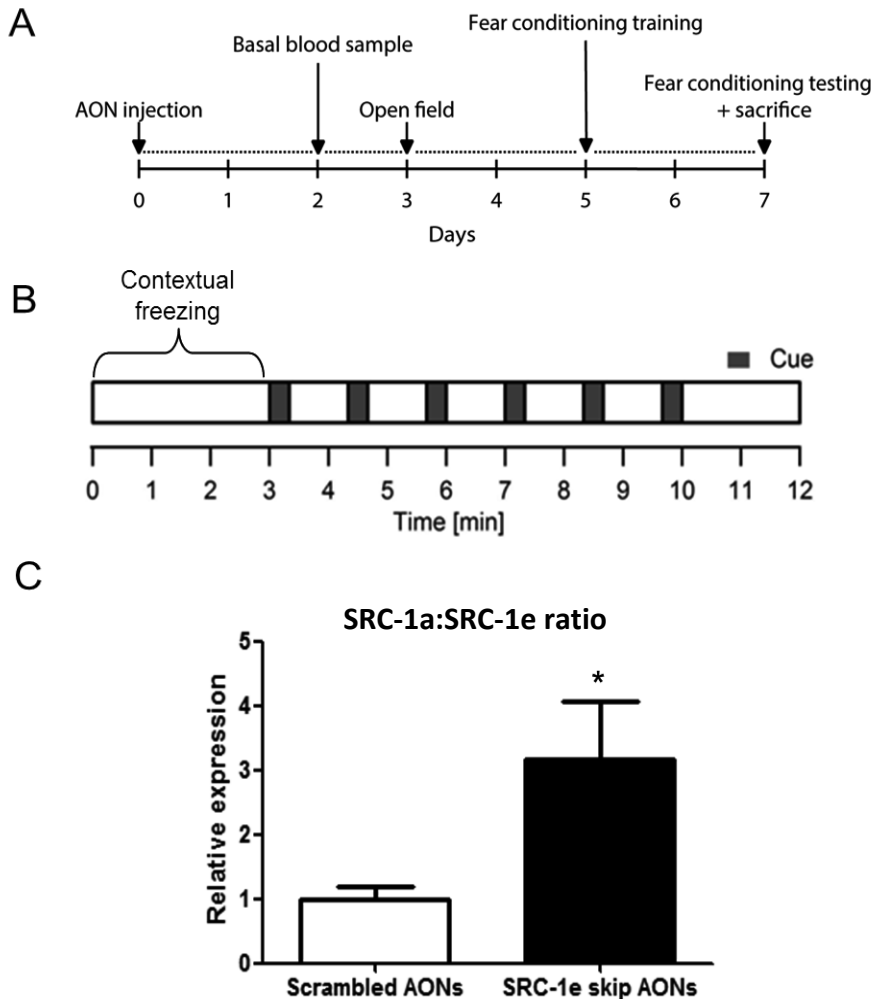 A
Fear conditioning training
Basal blood sample
Fear conditioning testing
AON injection
Open field
+ sacrifice
0 1 2 3 4 5 6 7
Days
Contextual
freezing
B
Cue
0 1 2 3 4 5 6 7 8 9 10 11 12
Time [min]
C
SRC-1a:SRC-1e ratio
Relative expression
5
4
3
2
1
0
*
Scrambled AONs SRC-1e skip AONs